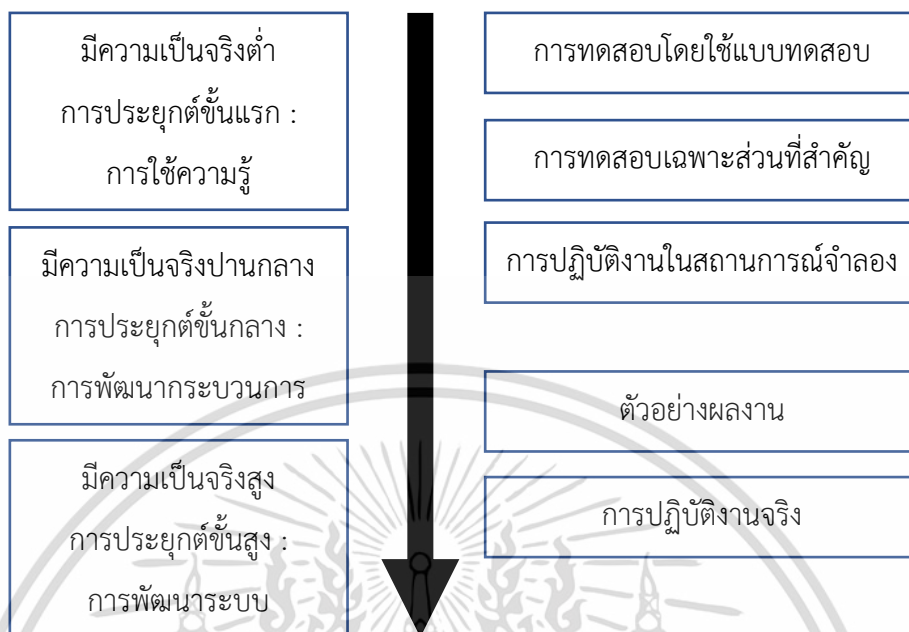 มีความเป็นจริงต่ำ
การประยุกต์ขั้นแรก :
การใช้ความรู้
มีความเป็นจริงปานกลาง
การประยุกต์ขั้นกลาง :
การพัฒนากระบวนการ
มีความเป็นจริงสูง
การประยุกต์ขั้นสูง :
การพัฒนาระบบ
การทดสอบโดยใช้แบบทดสอบ
การทดสอบเฉพาะส่วนที่สำคัญ
การปฏิบัติงานในสถานการณ์จำลอง
ตัวอย่างผลงาน
การปฏิบัติงานจริง